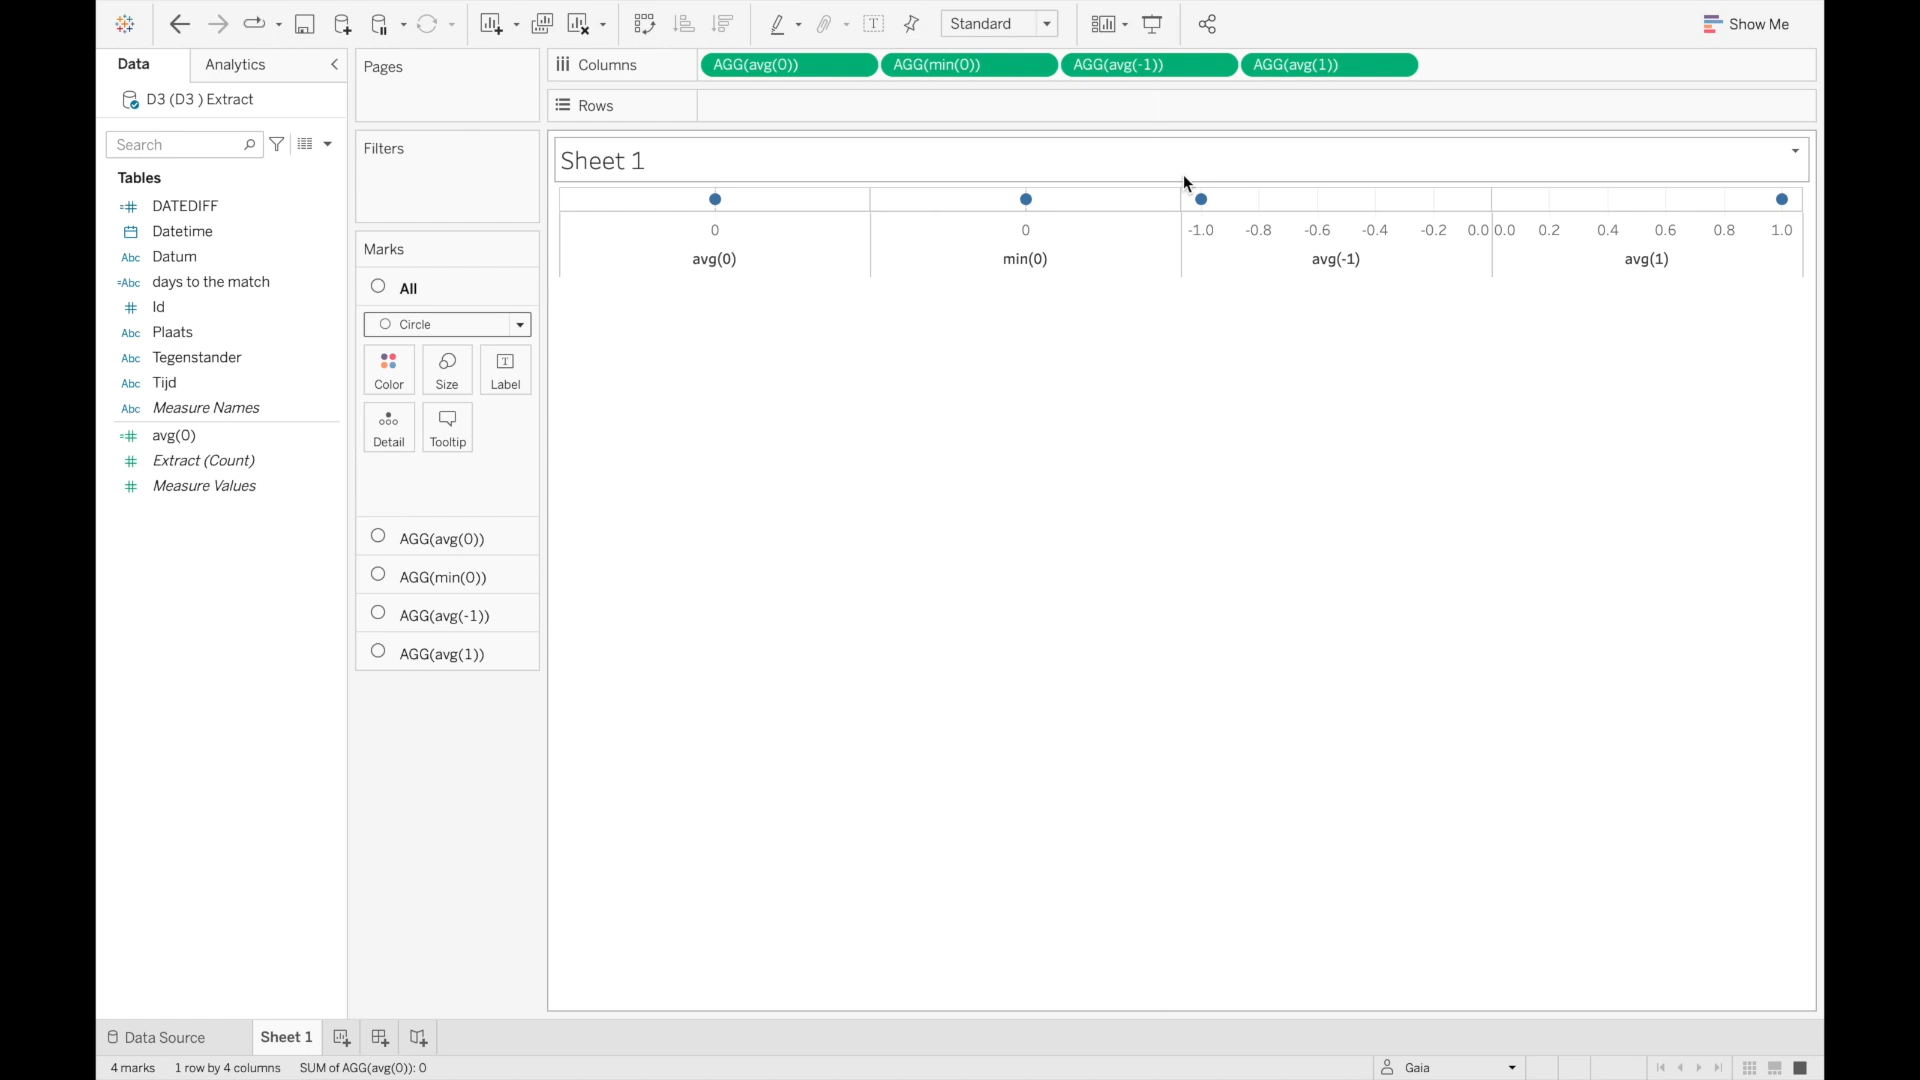 Standard
Show Me
Data
Analytics
D3 (D3 ) Extract
Search
Tables
DATEDIFF
Datetime
Abc Datum
=Abc days to the match
Id
Abc Plaats
Abc Tegenstander
Abc Tijd
Abc Measure Names
avg(0)
Extract (Count)
Measure Values
Pages
Filters
Marks
All
Circle
Color
Size
T
Label
Detail
Tooltip
AGG(avg(0))
AGG(min(0))
AGG(avg(-1))
AGG(avg(1))
Columns
AGG(avg(0))
AGG(min(0))
AGG(avg(-1))
AGG(avg(1))
Rows
Sheet 1
0
0
-1.0 -0.8 -0.6 -0.4 -0.2 0.0
0.0 0.2 0.4 0.6 0.8 1.0
avg(0)
min(0)
avg(-1)
avg(1)
Data Source
Sheet 1
4 marks
1 row by 4 columns
SUM of AGG(avg(0)): 0
Gaia